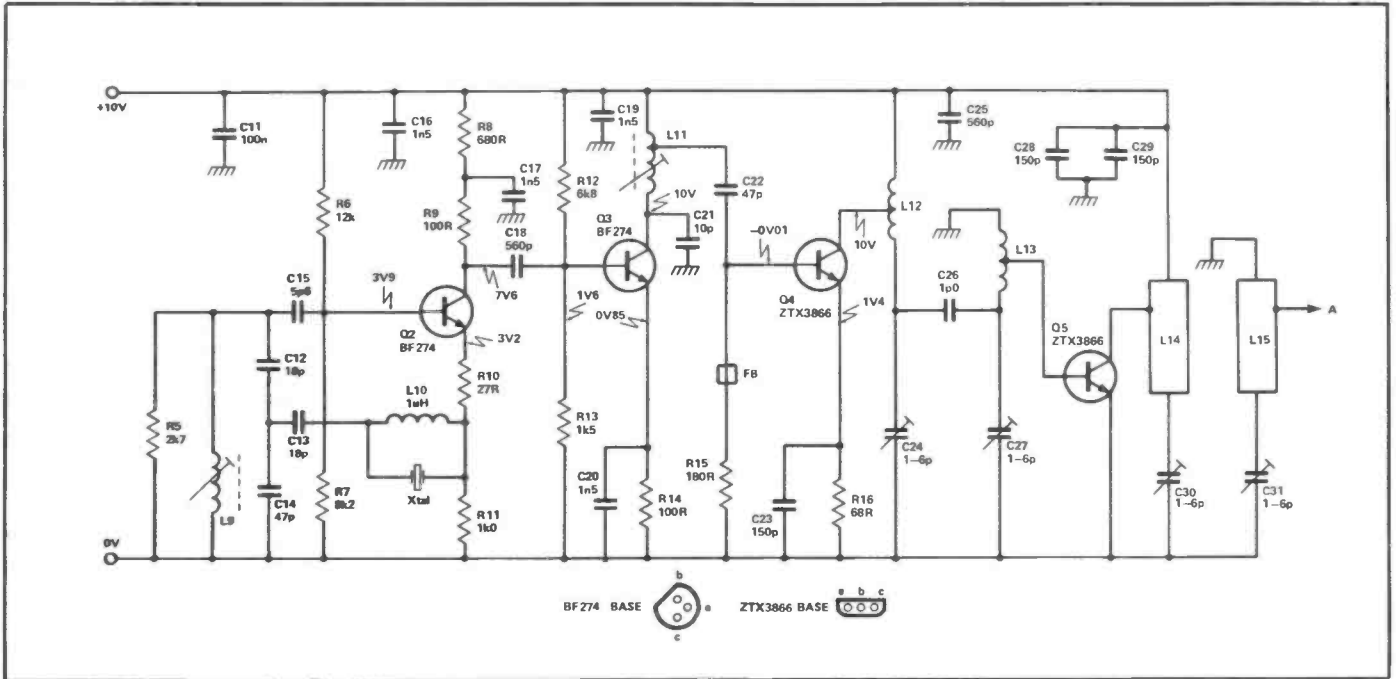 +10V
C11
100n
C16
1n5
R8
680R
C17
1n5
R9
100R
C18
560p
R6
12k
C15
5p6
3V9
Q2
BF274
7V6
3V2
R10
27R
L10
1uH
Xtal
R11
1k0
C12
18p
C13
18p
C14
47p
R5
2k7
L9
R7
8k2
0V
R12
6k8
C19
1n5
L11
10V
C21
10p
Q3
BF274
1V6
0V85
R13
1k5
C20
1n5
R14
100R
C22
47p
-0V01
FB
R15
180R
C23
150p
Q4
ZTX3866
10V
1V4
R16
68R
L12
C24
1-6p
C25
560p
C26
1p0
L13
C27
1-6p
Q5
ZTX3866
C28
150p
C29
150p
L14
C30
1-6p
L15
C31
1-6p
A
BF274 BASE
b
e
c
ZTX3866 BASE
e b c